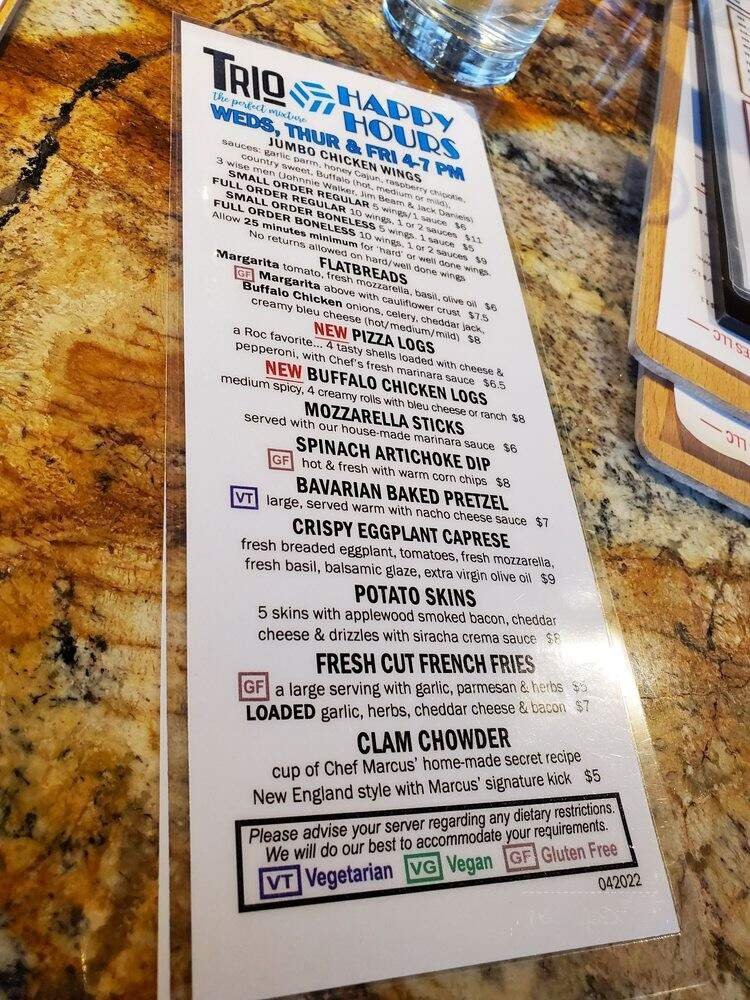 TRIO
the perfect mixture
HAPPY
HOURS
WEDS, THUR & FRI 4-7 PM
JUMBO CHICKEN WINGS
sauces: garlic parm, honey Cajun, raspberry chipotle,
country sweet, Buffalo (hot, medium or mild),
3 wise men (Johnnie Walker, Jim Beam & Jack Daniels)
SMALL ORDER REGULAR 5 wings/1 sauce $6
FULL ORDER REGULAR 10 wings, 1 or 2 sauces $11
SMALL ORDER BONELESS 5 wings, 1 sauce $5
FULL ORDER BONELESS 10 wings, 1 or 2 sauces $9
Allow 25 minutes minimum for 'hard' or well done wings.
No returns allowed on hard/well done wings
FLATBREADS
Margarita tomato, fresh mozzarella, basil, olive oil $6
GF Margarita above with cauliflower crust $7.5
Buffalo Chicken onions, celery, cheddar jack,
creamy bleu cheese (hot/medium/mild) $8
NEW PIZZA LOGS
a Roc favorite... 4 tasty shells loaded with cheese &
pepperoni, with Chef's fresh marinara sauce $6.5
NEW BUFFALO CHICKEN LOGS
medium spicy, 4 creamy rolls with bleu cheese or ranch $8
MOZZARELLA STICKS
served with our house-made marinara sauce $6
SPINACH ARTICHOKE DIP
GF hot & fresh with warm corn chips $8
BAVARIAN BAKED PRETZEL
VT large, served warm with nacho cheese sauce $7
CRISPY EGGPLANT CAPRESE
fresh breaded eggplant, tomatoes, fresh mozzarella,
fresh basil, balsamic glaze, extra virgin olive oil $9
POTATO SKINS
5 skins with applewood smoked bacon, cheddar
cheese & drizzles with siracha crema sauce $8
FRESH CUT FRENCH FRIES
GF a large serving with garlic, parmesan & herbs
LOADED garlic, herbs, cheddar cheese & bacon $7
CLAM CHOWDER
cup of Chef Marcus' home-made secret recipe
New England style with Marcus' signature kick $5
Please advise your server regarding any dietary restrictions.
We will do our best to accommodate your requirements.
VT Vegetarian VG Vegan GF Gluten Free
042022
ES LLC
LLC